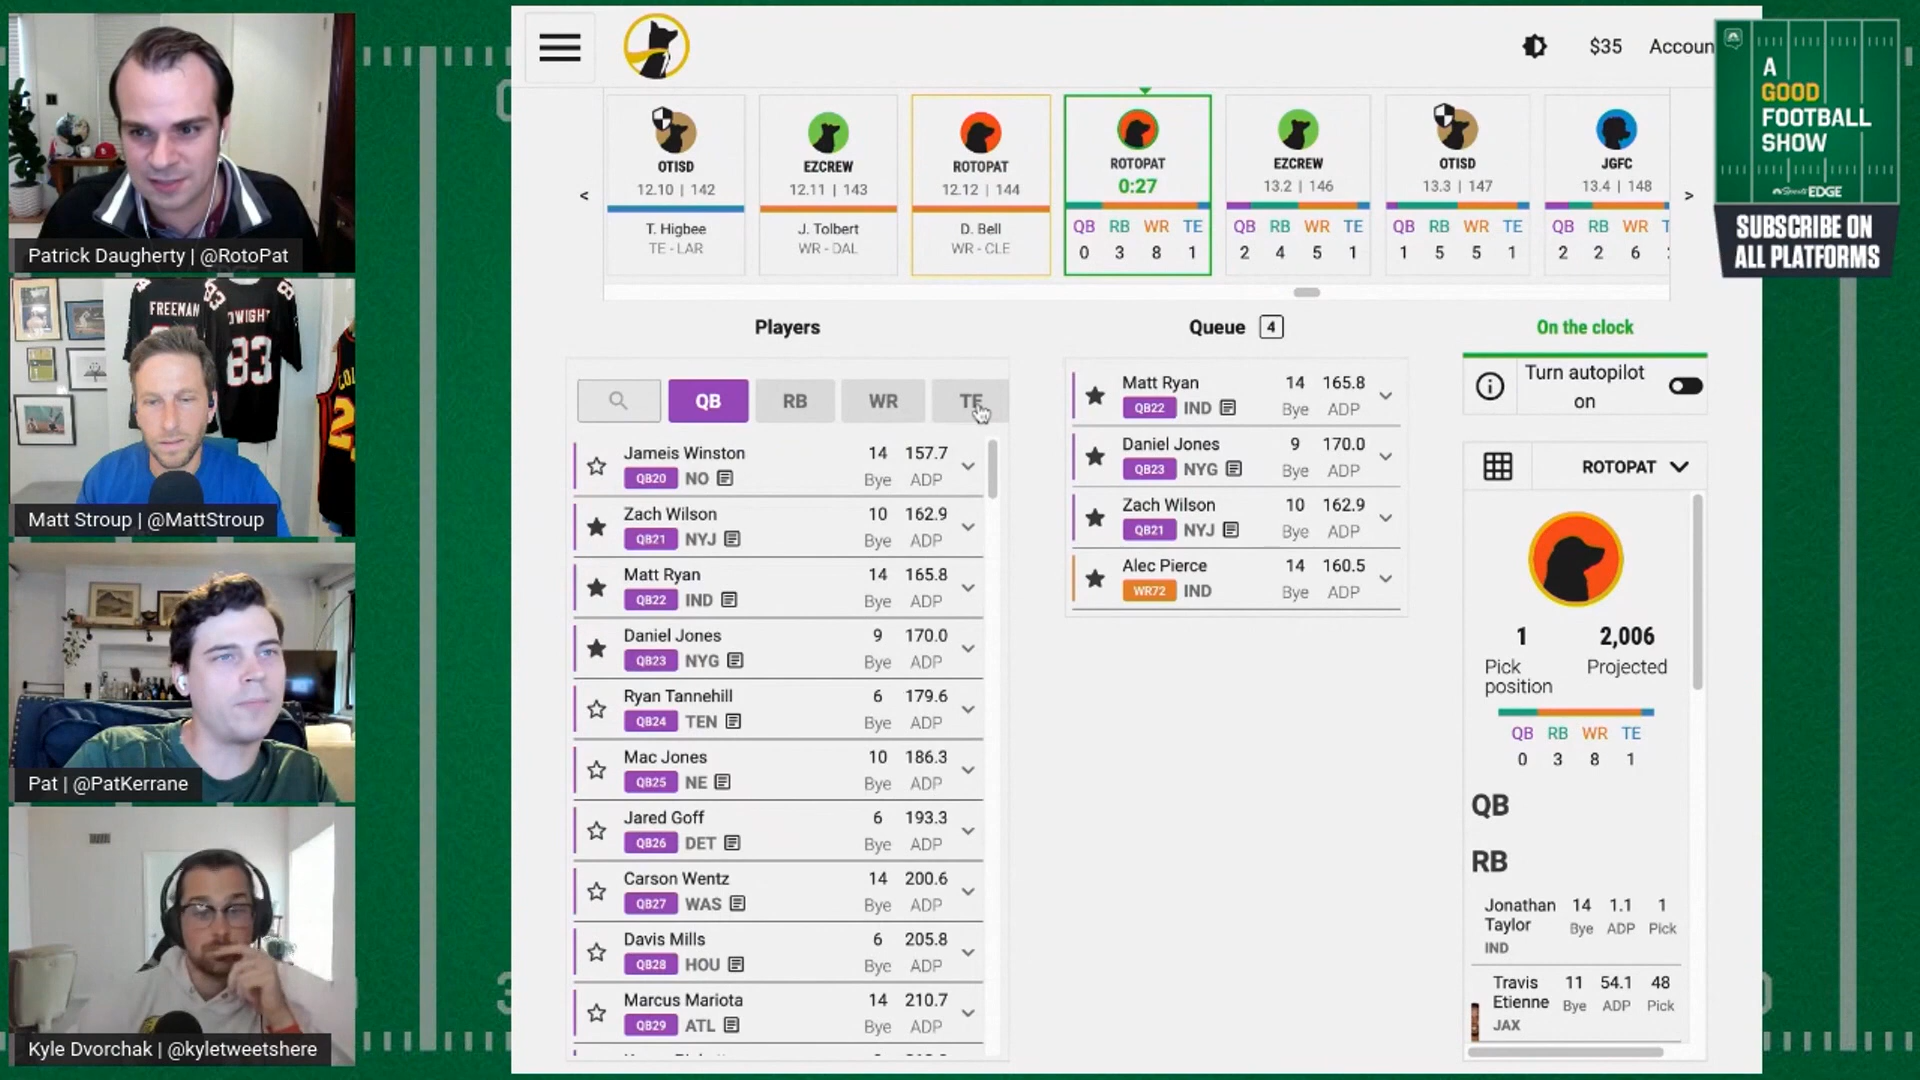 $35
Accoun
A
GOOD
FOOTBALL
SHOW
Sports EDGE
SUBSCRIBE ON
ALL PLATFORMS
OTISD
12.10 | 142
T. Higbee
TE - LAR
EZCREW
12.11 | 143
J. Tolbert
WR - DAL
ROTOPAT
12.12 | 144
D. Bell
WR - CLE
ROTOPAT
0:27
QB RB WR TE
0 3 8 1
EZCREW
13.2 | 146
QB RB WR TE
2 4 5 1
OTISD
13.3 | 147
QB RB WR TE
1 5 5 1
JGFC
13.4 | 148
QB RB WR T
2 2 6
< >
Players
QB RB WR TE
Jameis Winston 14 157.7
QB20 NO Bye ADP
Zach Wilson 10 162.9
QB21 NYJ Bye ADP
Matt Ryan 14 165.8
QB22 IND Bye ADP
Daniel Jones 9 170.0
QB23 NYG Bye ADP
Ryan Tannehill 6 179.6
QB24 TEN Bye ADP
Mac Jones 10 186.3
QB25 NE Bye ADP
Jared Goff 6 193.3
QB26 DET Bye ADP
Carson Wentz 14 200.6
QB27 WAS Bye ADP
Davis Mills 6 205.8
QB28 HOU Bye ADP
Marcus Mariota 14 210.7
QB29 ATL Bye ADP
Queue 4
Matt Ryan 14 165.8
QB22 IND Bye ADP
Daniel Jones 9 170.0
QB23 NYG Bye ADP
Zach Wilson 10 162.9
QB21 NYJ Bye ADP
Alec Pierce 14 160.5
WR72 IND Bye ADP
On the clock
Turn autopilot
on
ROTOPAT
1 2,006
Pick Projected
position
QB RB WR TE
0 3 8 1
QB
RB
Jonathan 14 1.1 1
Taylor Bye ADP Pick
IND
Travis 11 54.1 48
Etienne Bye ADP Pick
JAX
Patrick Daugherty | @RotoPat
FREEMAN
DWIGHT
83
Matt Stroup | @MattStroup
Pat | @PatKerrane
Kyle Dvorchak | @kyletweetshere